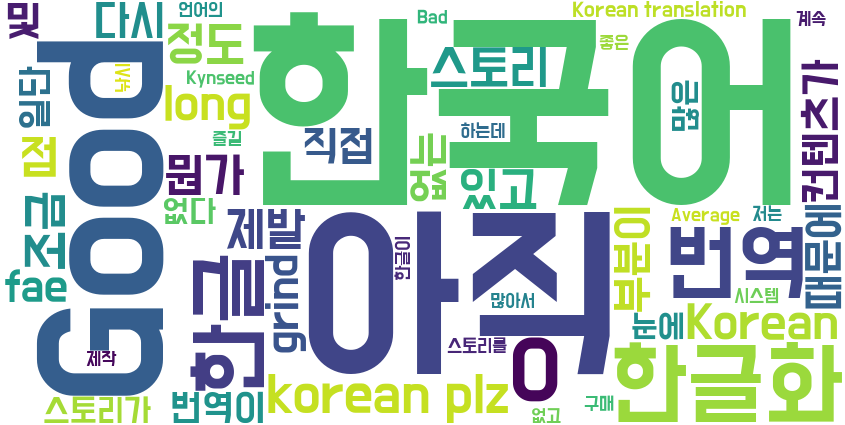 및
다시
언어인
정도
Bad
Korean translation
계속
Good
일단
낚시
Kynseed
long
한국어
스토리
좋은
많은
컨텐츠가
점
즐길
직접
하는데
없는
뭔가
있고
조금
없다
제발
한글
grind
한글이
아직
부분이
번역
Average
저는
때문에
fae
많아서
시스템
눈에
Korean
제작
스토리를
이
한글화
스토리가
번역이
korean plz
없고
구매